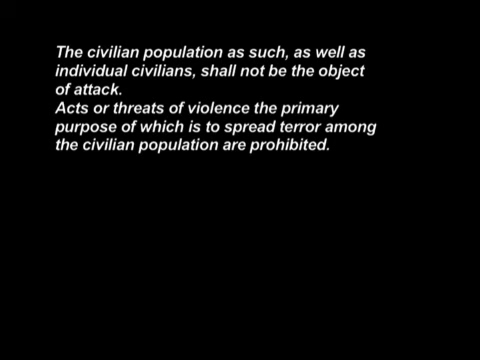 The civilian population as such, as well as
individual civilians, shall not be the object
of attack.
Acts or threats of violence the primary
purpose of which is to spread terror among
the civilian population are prohibited.